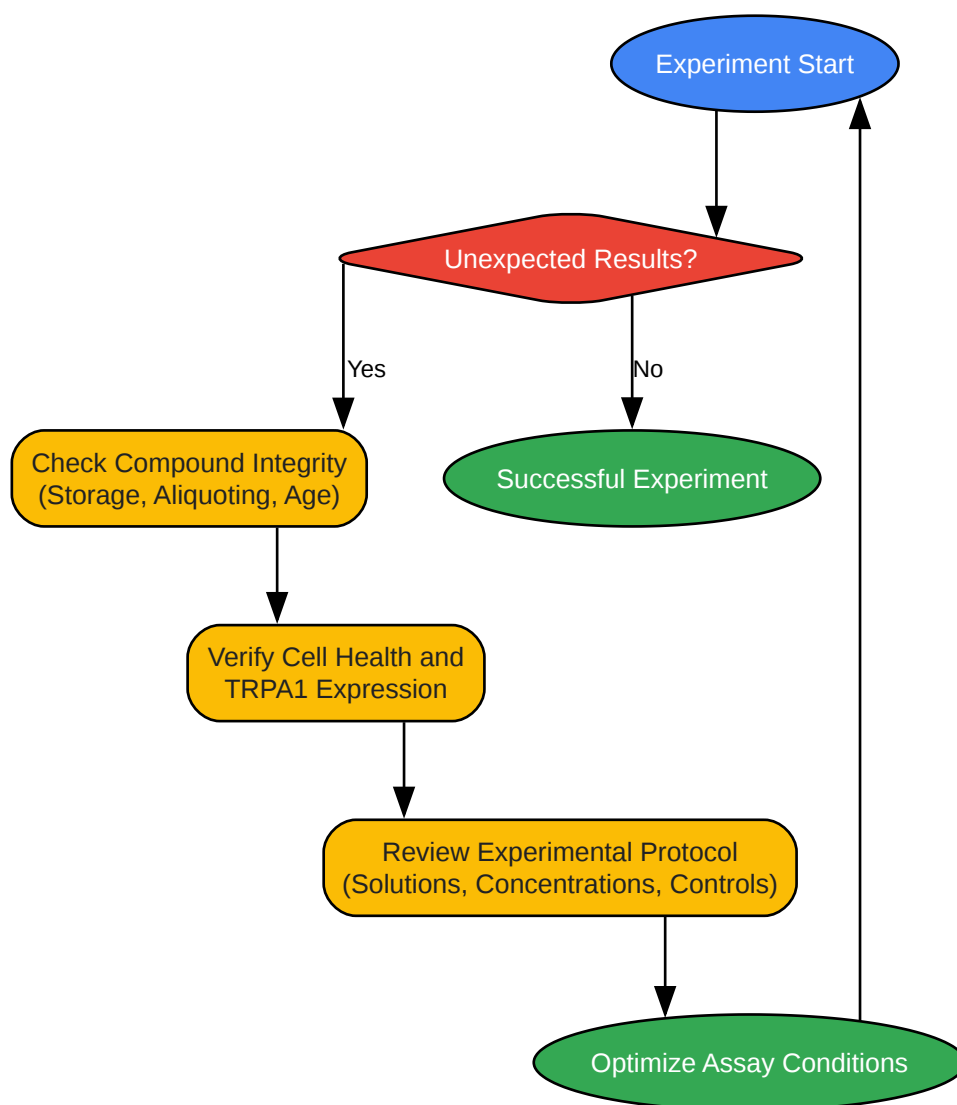 Experiment Start
Unexpected Results?
Yes
No
Check Compound Integrity
(Storage, Aliquoting, Age)
Successful Experiment
Verify Cell Health and
TRPA1 Expression
Review Experimental Protocol
(Solutions, Concentrations, Controls)
Optimize Assay Conditions